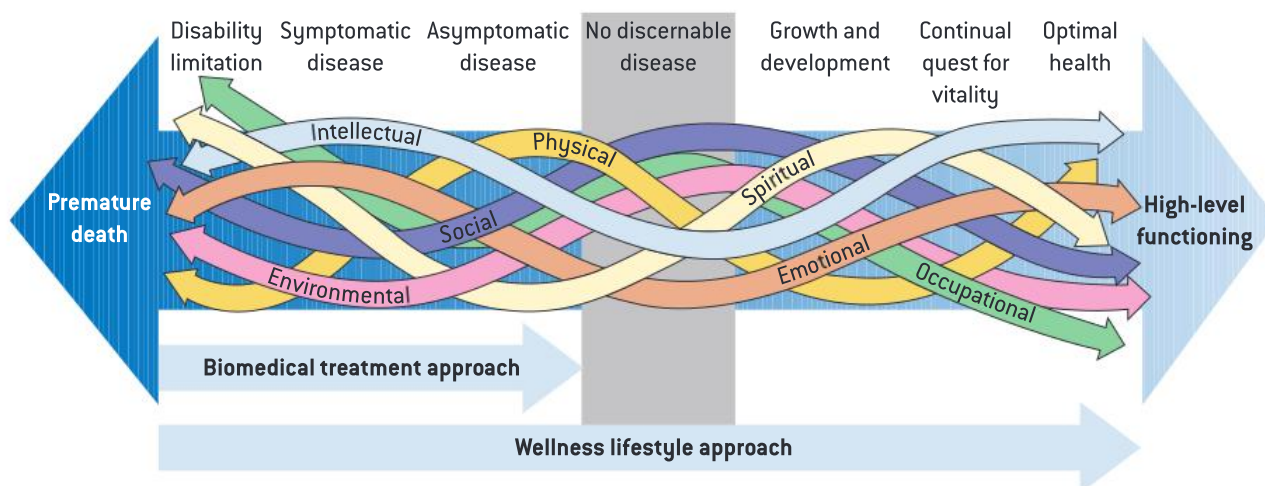 Disability
limitation
Symptomatic
disease
Asymptomatic
disease
No discernable
disease
Growth and
development
Continual
quest for
vitality
Optimal
health
Intellectual
Physical
Spiritual
Social
Environmental
Emotional
Occupational
Premature
death
High-level
functioning
Biomedical treatment approach
Wellness lifestyle approach